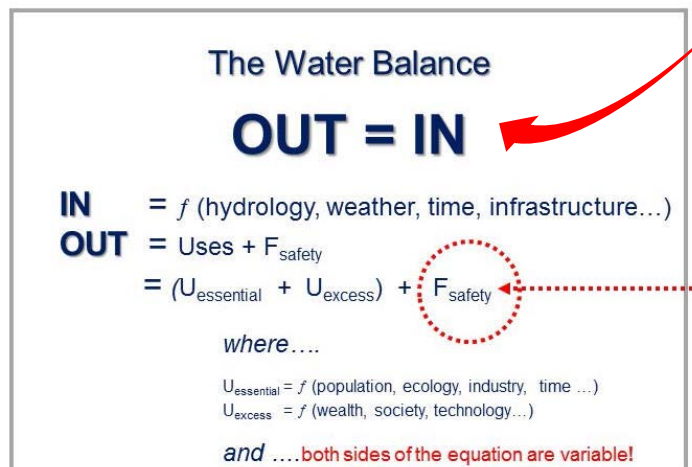 The Water Balance
OUT = IN
IN = ƒ (hydrology, weather, time, infrastructure…)
OUT = Uses + Fsafety
= (Uessential + Uexcess) + Fsafety
where….
Uessential = ƒ (population, ecology, industry, time …)
Uexcess = ƒ (wealth, society, technology…)
and ….both sides of the equation are variable!